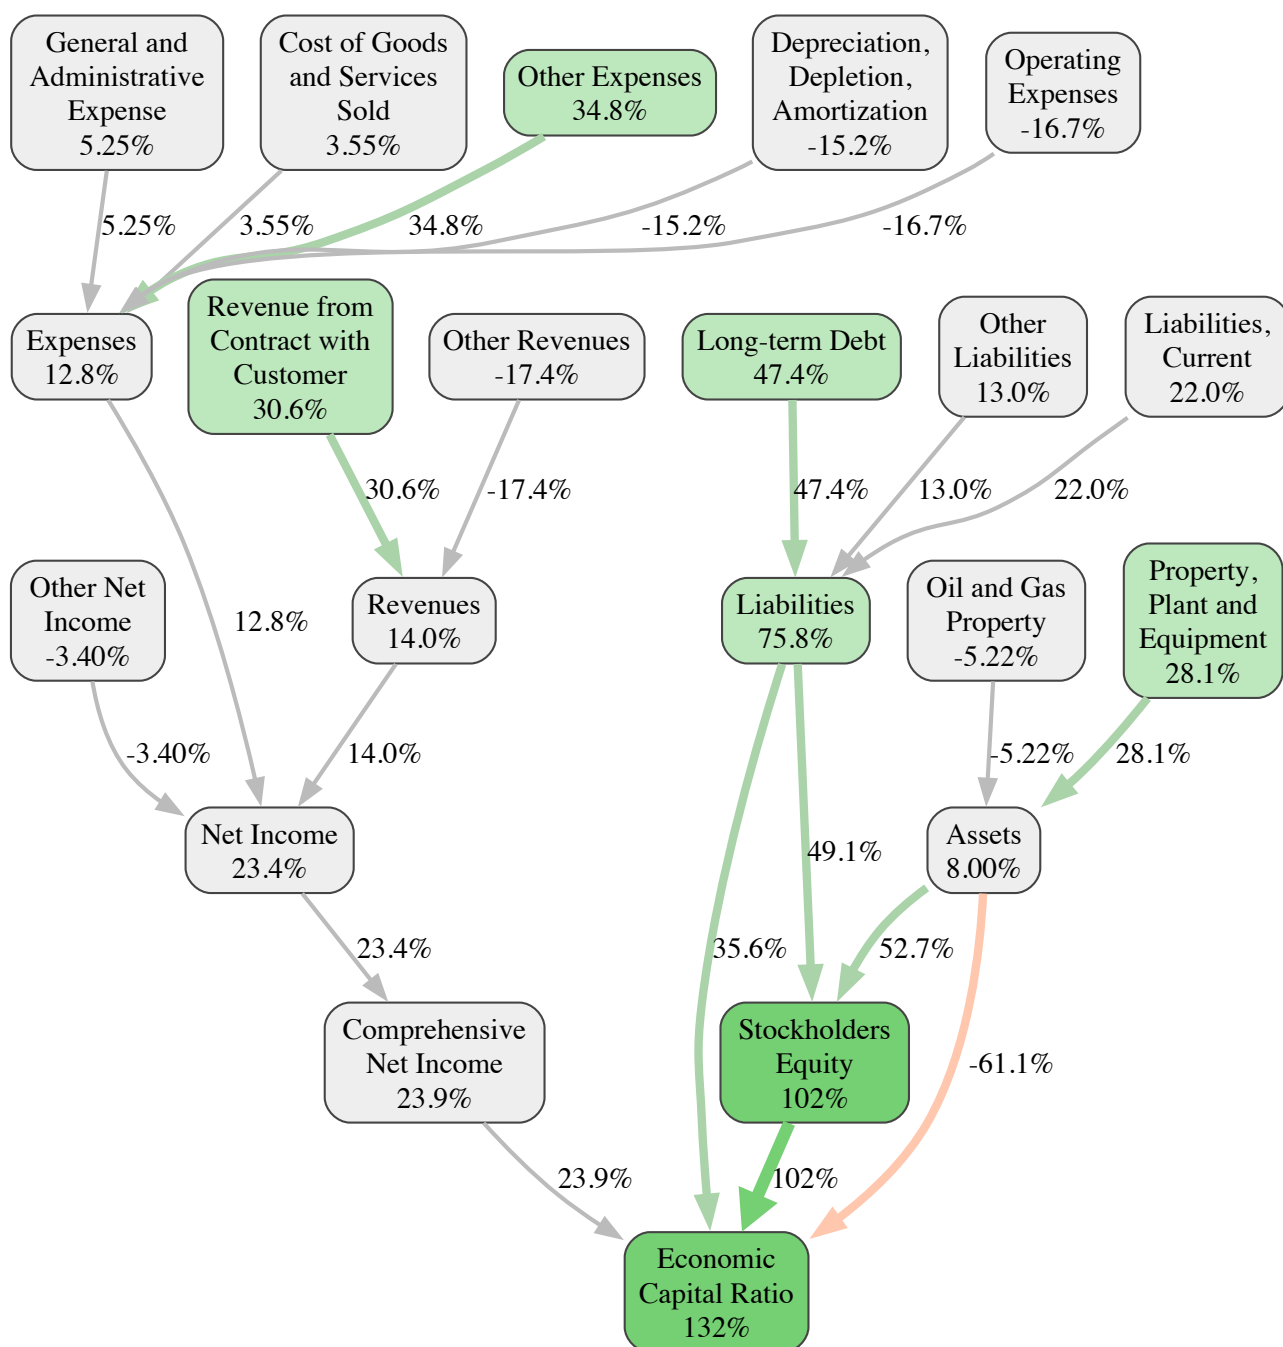 General and
Administrative
Expense
5.25%
Cost of Goods
and Services
Sold
3.55%
Other Expenses
34.8%
Depreciation,
Depletion,
Amortization
-15.2%
Operating
Expenses
-16.7%
5.25%
3.55%
34.8%
-15.2%
-16.7%
Expenses
12.8%
Revenue from
Contract with
Customer
30.6%
Other Revenues
-17.4%
Long-term Debt
47.4%
Other
Liabilities
13.0%
Liabilities,
Current
22.0%
30.6%
-17.4%
47.4%
13.0%
22.0%
Other Net
Income
-3.40%
12.8%
Revenues
14.0%
Liabilities
75.8%
Oil and Gas
Property
-5.22%
Property,
Plant and
Equipment
28.1%
-3.40%
14.0%
-5.22%
28.1%
Net Income
23.4%
49.1%
Assets
8.00%
23.4%
35.6%
52.7%
Comprehensive
Net Income
23.9%
Stockholders
Equity
102%
-61.1%
23.9%
102%
Economic
Capital Ratio
132%